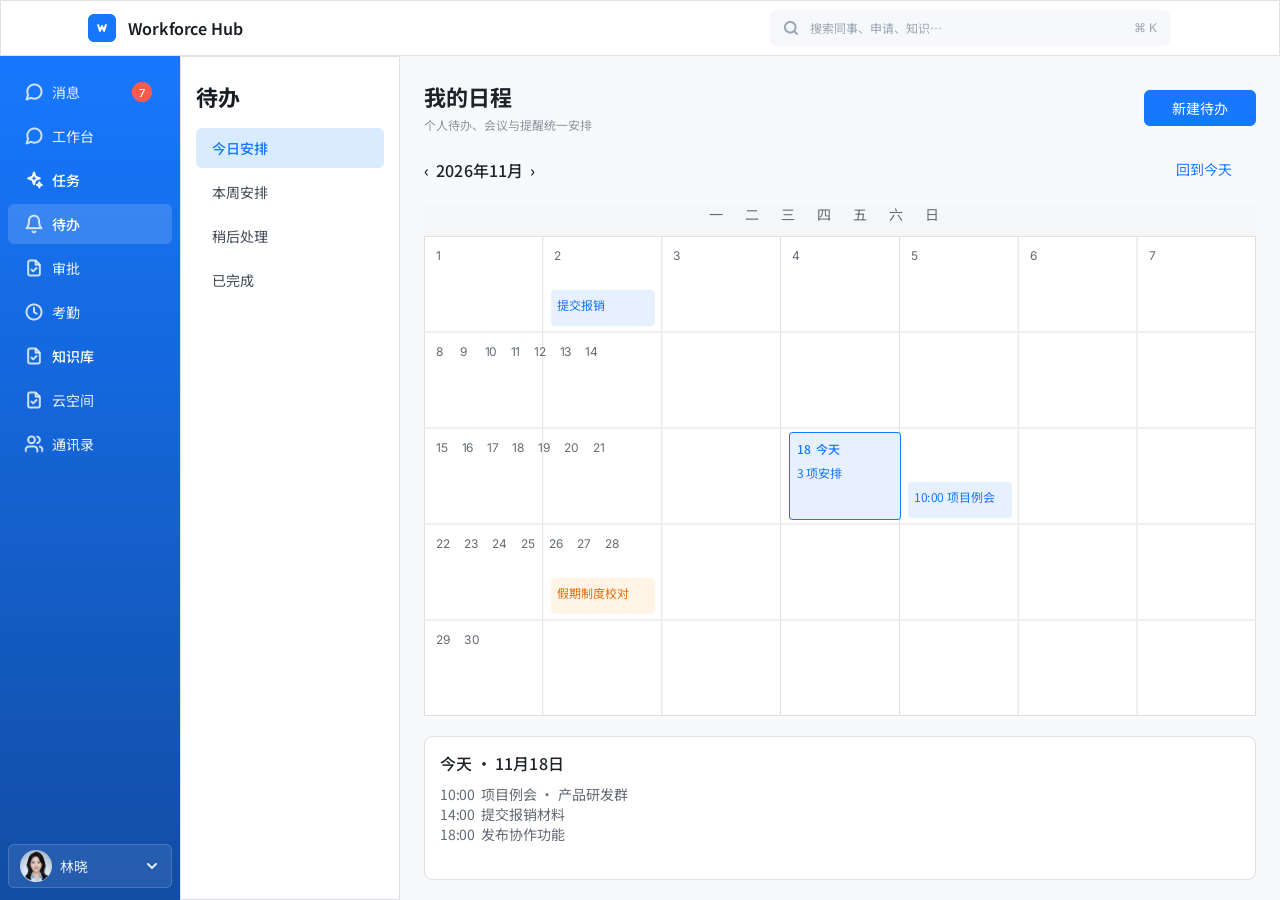 Workforce Hub
搜索同事、申请、知识…
⌘ K
消息
7
工作台
任务
待办
审批
考勤
知识库
云空间
通讯录
林晓
待办
今日安排
本周安排
稍后处理
已完成
我的日程
个人待办、会议与提醒统一安排
新建待办
‹ 2026年11月 ›
回到今天
一 二 三 四 五 六 日
1 2 3 4 5 6 7
提交报销
8 9 10 11 12 13 14
15 16 17 18 19 20 21
18 今天
3 项安排
10:00 项目例会
22 23 24 25 26 27 28
假期制度校对
29 30
今天 · 11月18日
10:00 项目例会 · 产品研发群
14:00 提交报销材料
18:00 发布协作功能